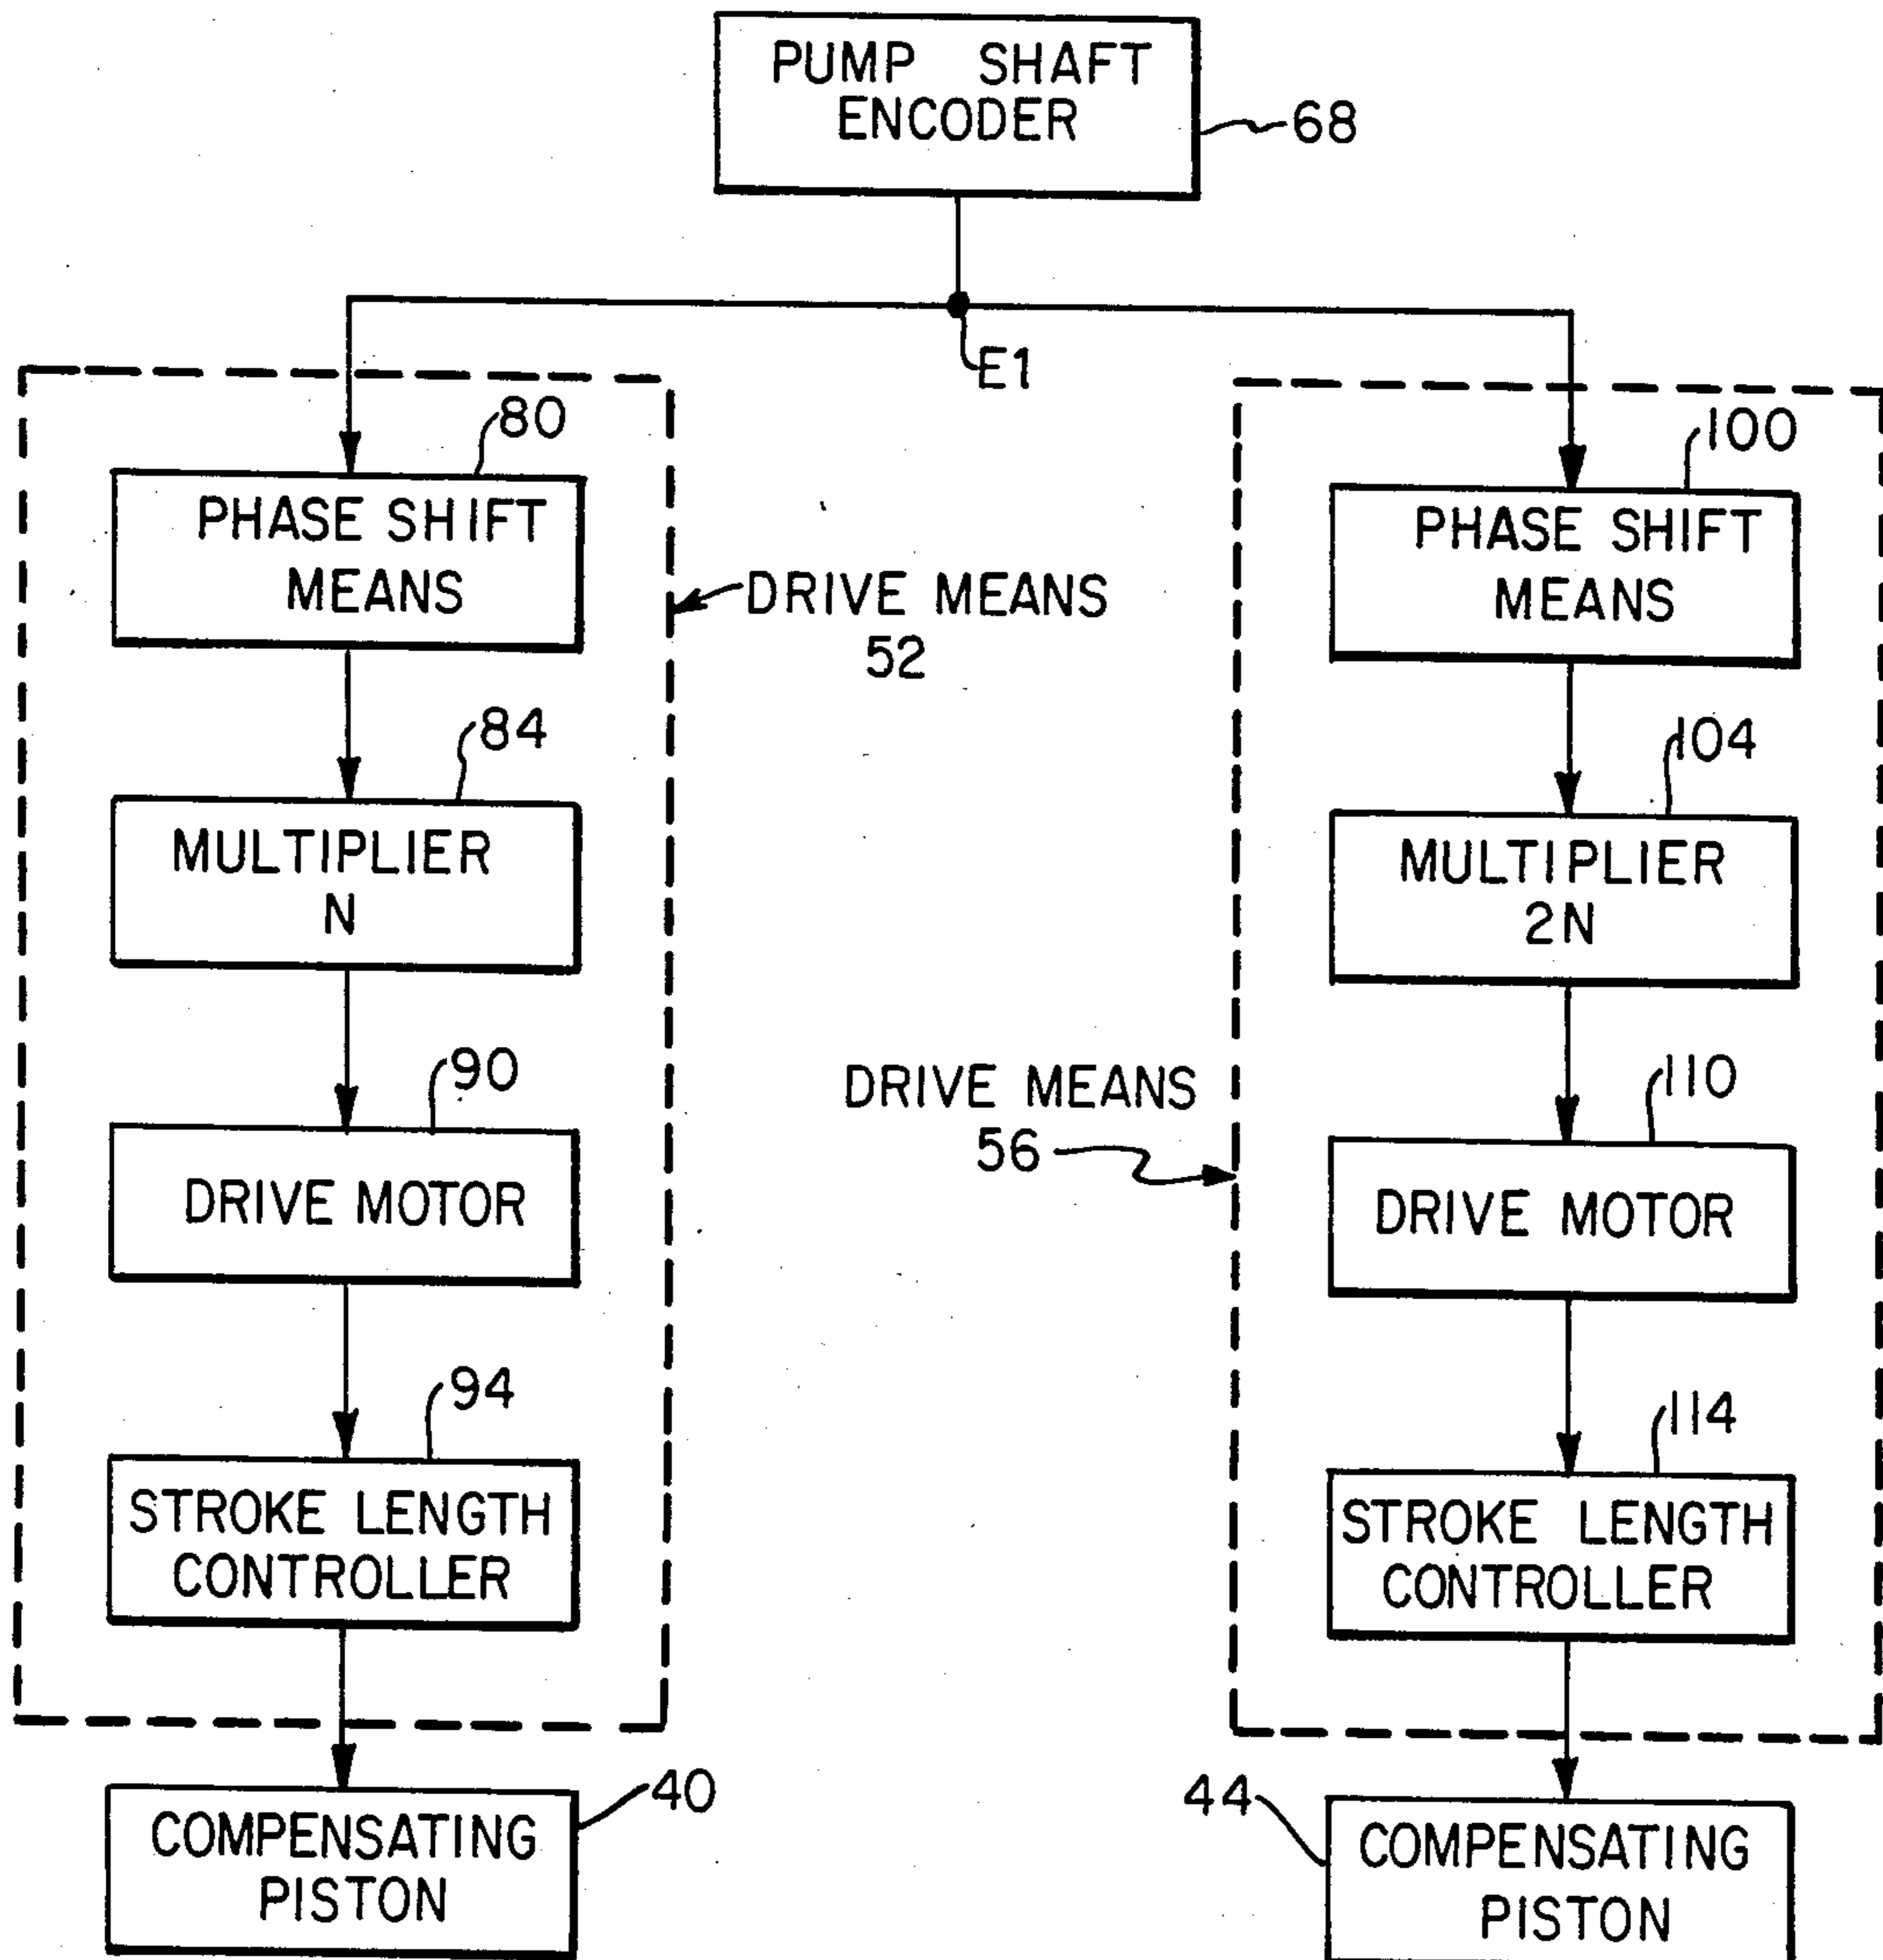 PUMP SHAFT
ENCODER
68
E1
80
PHASE SHIFT
MEANS
DRIVE MEANS
52
84
MULTIPLIER
N
90
DRIVE MOTOR
94
STROKE LENGTH
CONTROLLER
40
COMPENSATING
PISTON
100
PHASE SHIFT
MEANS
104
MULTIPLIER
2N
DRIVE MEANS
56
110
DRIVE MOTOR
114
STROKE LENGTH
CONTROLLER
44
COMPENSATING
PISTON